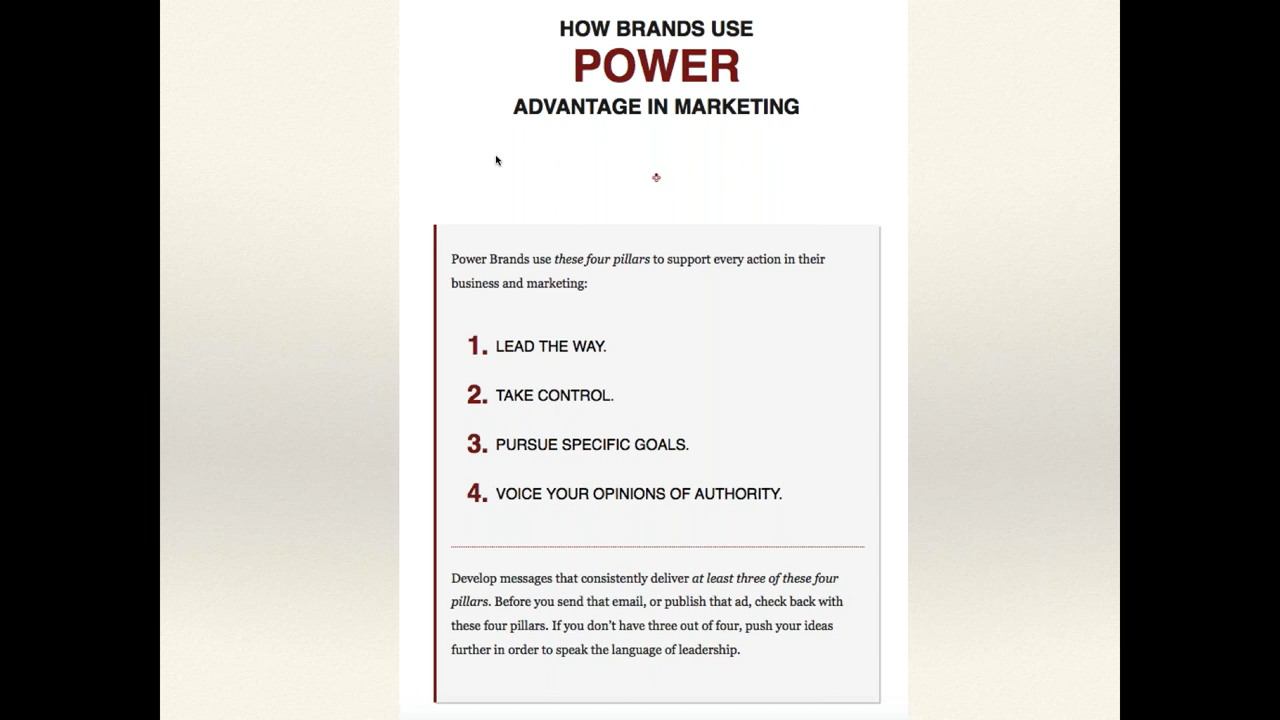 HOW BRANDS USE
POWER
ADVANTAGE IN MARKETING
Power Brands use these four pillars to support every action in their
business and marketing:
1. LEAD THE WAY.
2. TAKE CONTROL.
3. PURSUE SPECIFIC GOALS.
4. VOICE YOUR OPINIONS OF AUTHORITY.
Develop messages that consistently deliver at least three of these four
pillars. Before you send that email, or publish that ad, check back with
these four pillars. If you don’t have three out of four, push your ideas
further in order to speak the language of leadership.